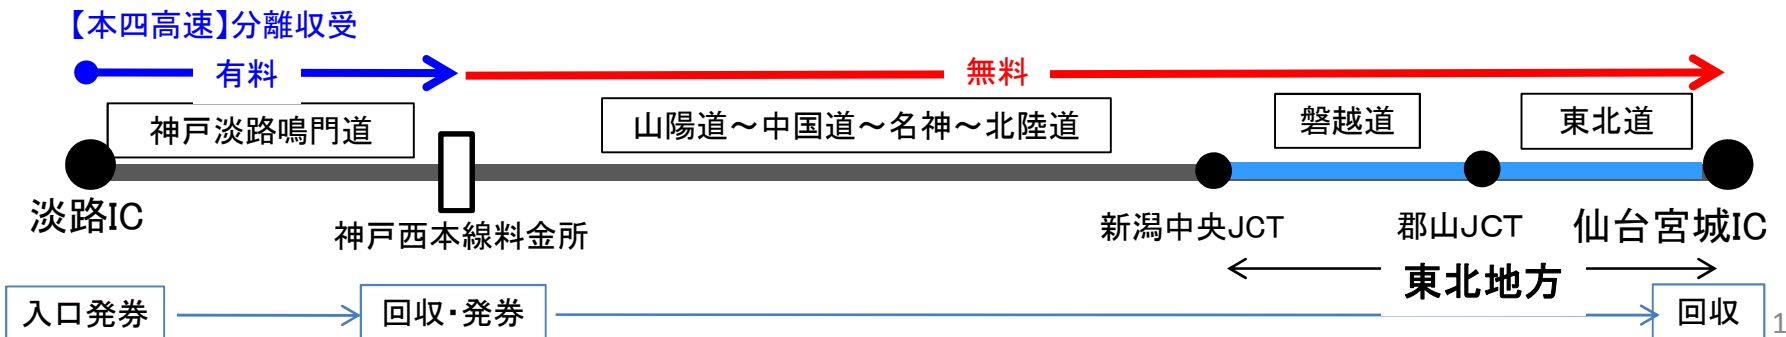 【本四高速】分離収受
有料
無料
神戸淡路鳴門道
山陽道～中国道～名神～北陸道
磐越道
東北道
淡路IC
神戸西本線料金所
新潟中央JCT
郡山JCT
仙台宮城IC
東北地方
入口発券
回収・発券
回収
1